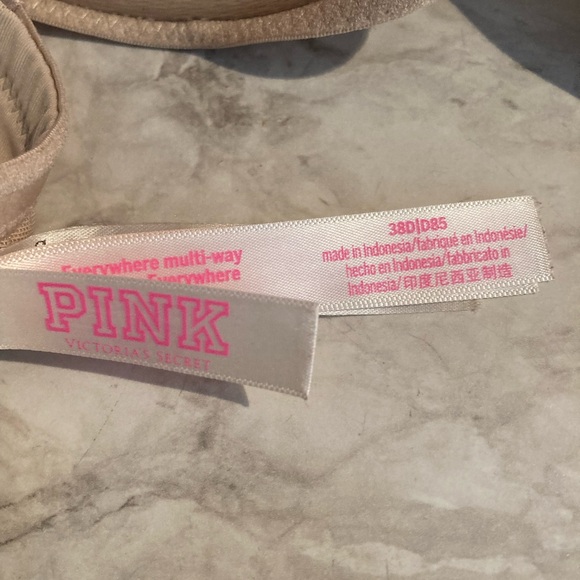 Everywhere multi-way
Everywhere
PINK
VICTORIA'S SECRET
38D|D85
made in Indonesia/fabriqué en Indonésie/
hecho en Indonesia/fabbricato in
Indonesia/印度尼西亚制造